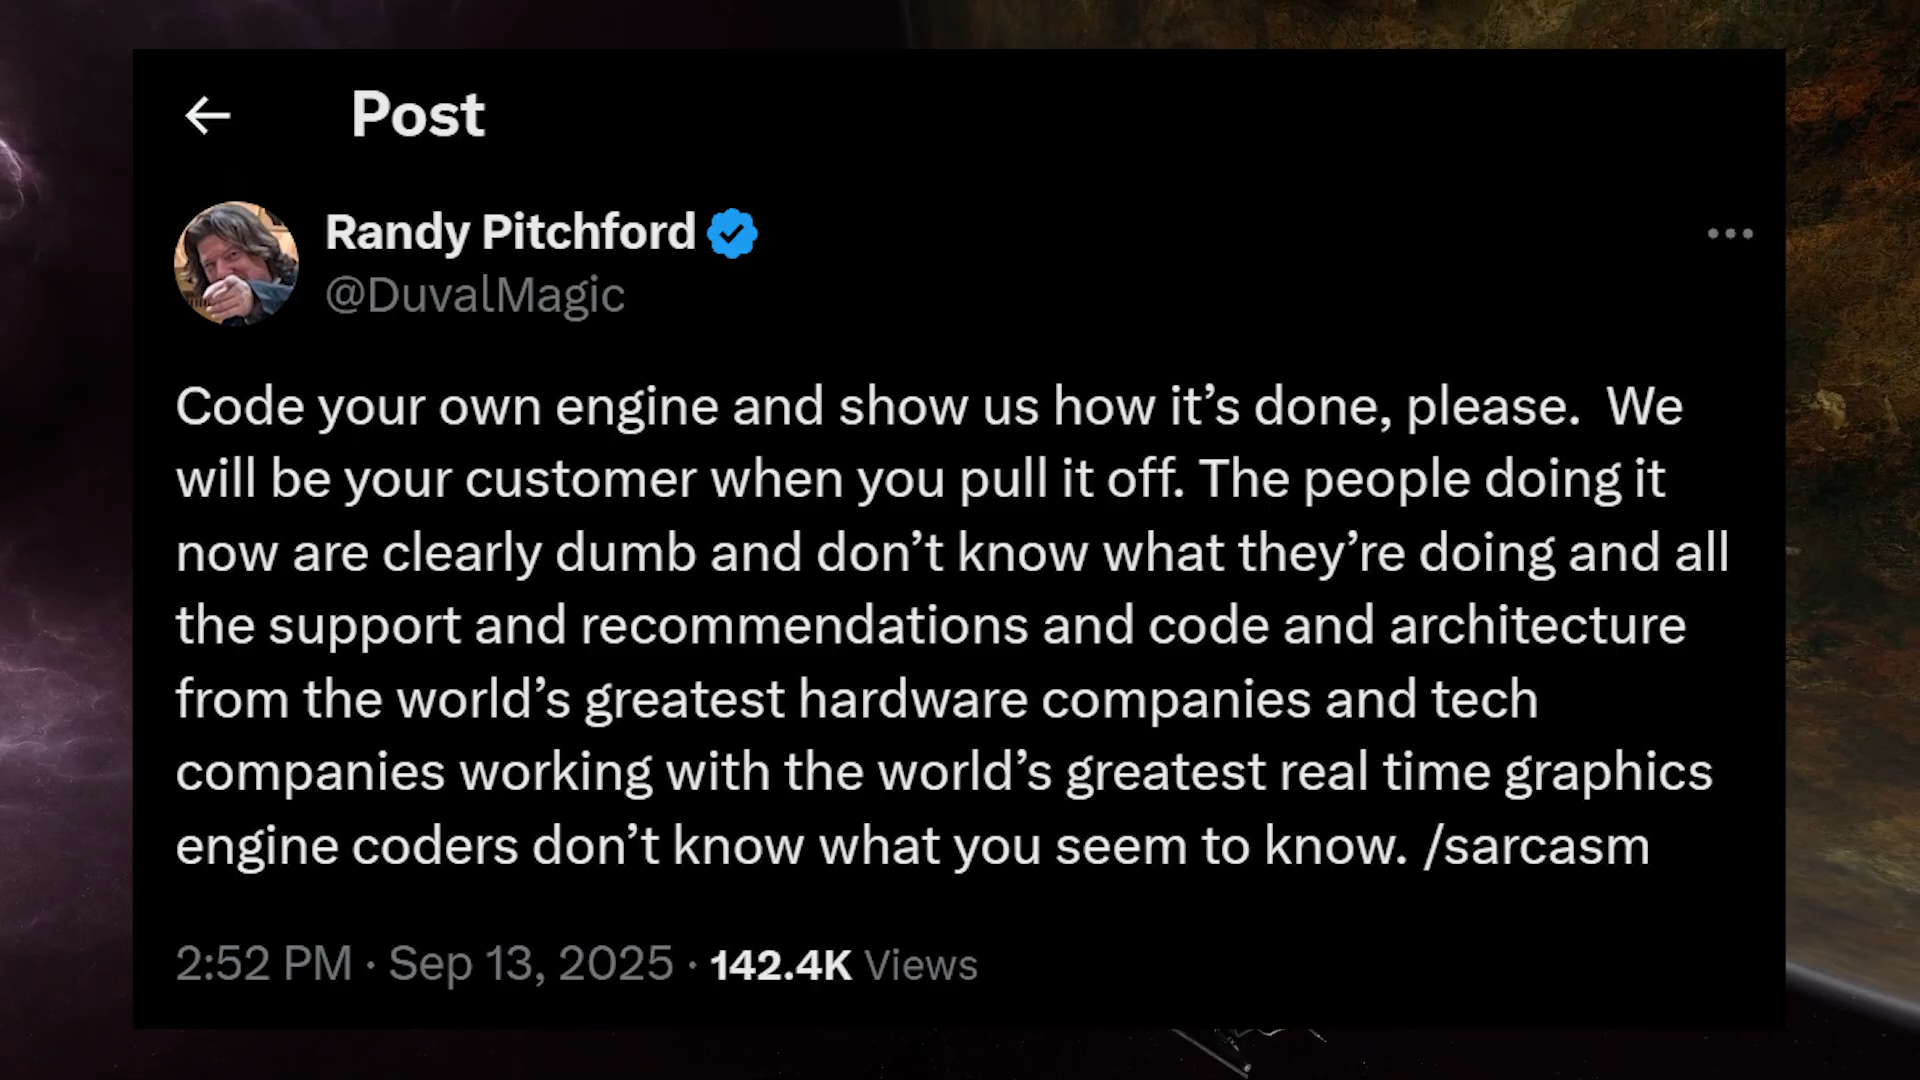 Post
Randy Pitchford
@DuvalMagic
Code your own engine and show us how it’s done, please.  We
will be your customer when you pull it off. The people doing it
now are clearly dumb and don’t know what they’re doing and all
the support and recommendations and code and architecture
from the world’s greatest hardware companies and tech
companies working with the world’s greatest real time graphics
engine coders don’t know what you seem to know. /sarcasm
2:52 PM · Sep 13, 2025 · 142.4K Views